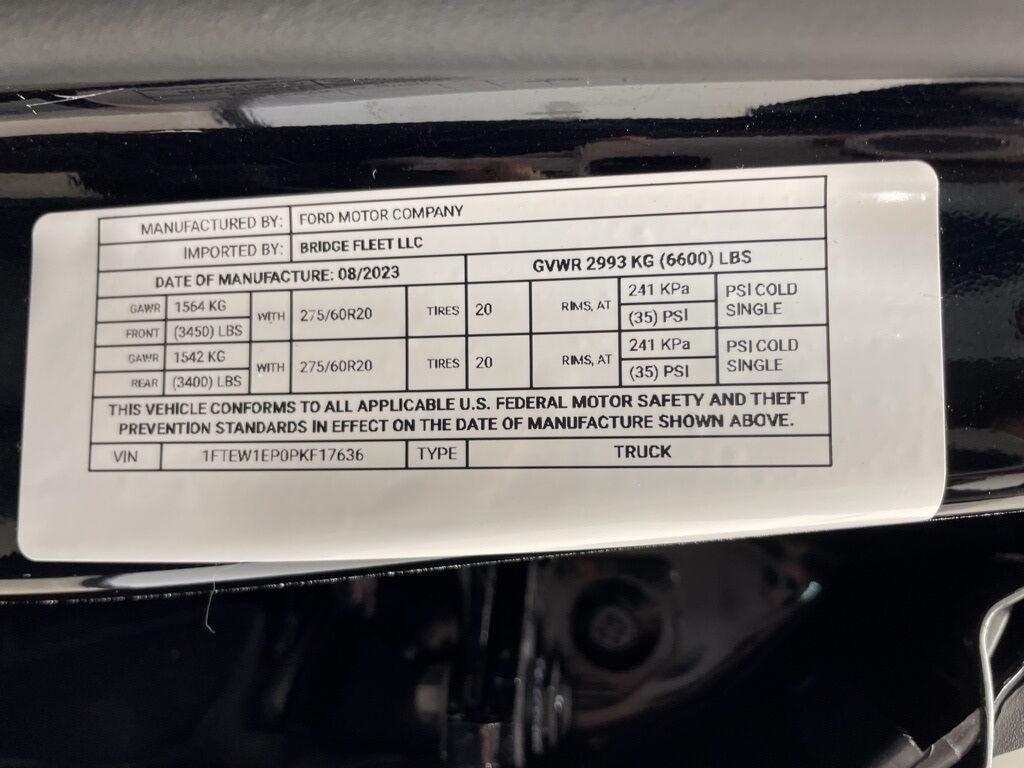 MANUFACTURED BY: FORD MOTOR COMPANY
IMPORTED BY: BRIDGE FLEET LLC
DATE OF MANUFACTURE: 08/2023 GVWR 2993 KG (6600) LBS
GAWR 1564 KG WITH 275/60R20 TIRES 20 RIMS, AT 241 KPa PSI COLD
FRONT (3450) LBS (35) PSI SINGLE
GAWR 1542 KG WITH 275/60R20 TIRES 20 RIMS, AT 241 KPa PSI COLD
REAR (3400) LBS (35) PSI SINGLE
THIS VEHICLE CONFORMS TO ALL APPLICABLE U.S. FEDERAL MOTOR SAFETY AND THEFT
PREVENTION STANDARDS IN EFFECT ON THE DATE OF MANUFACTURE SHOWN ABOVE.
VIN 1FTEW1EP0PKF17636 TYPE TRUCK